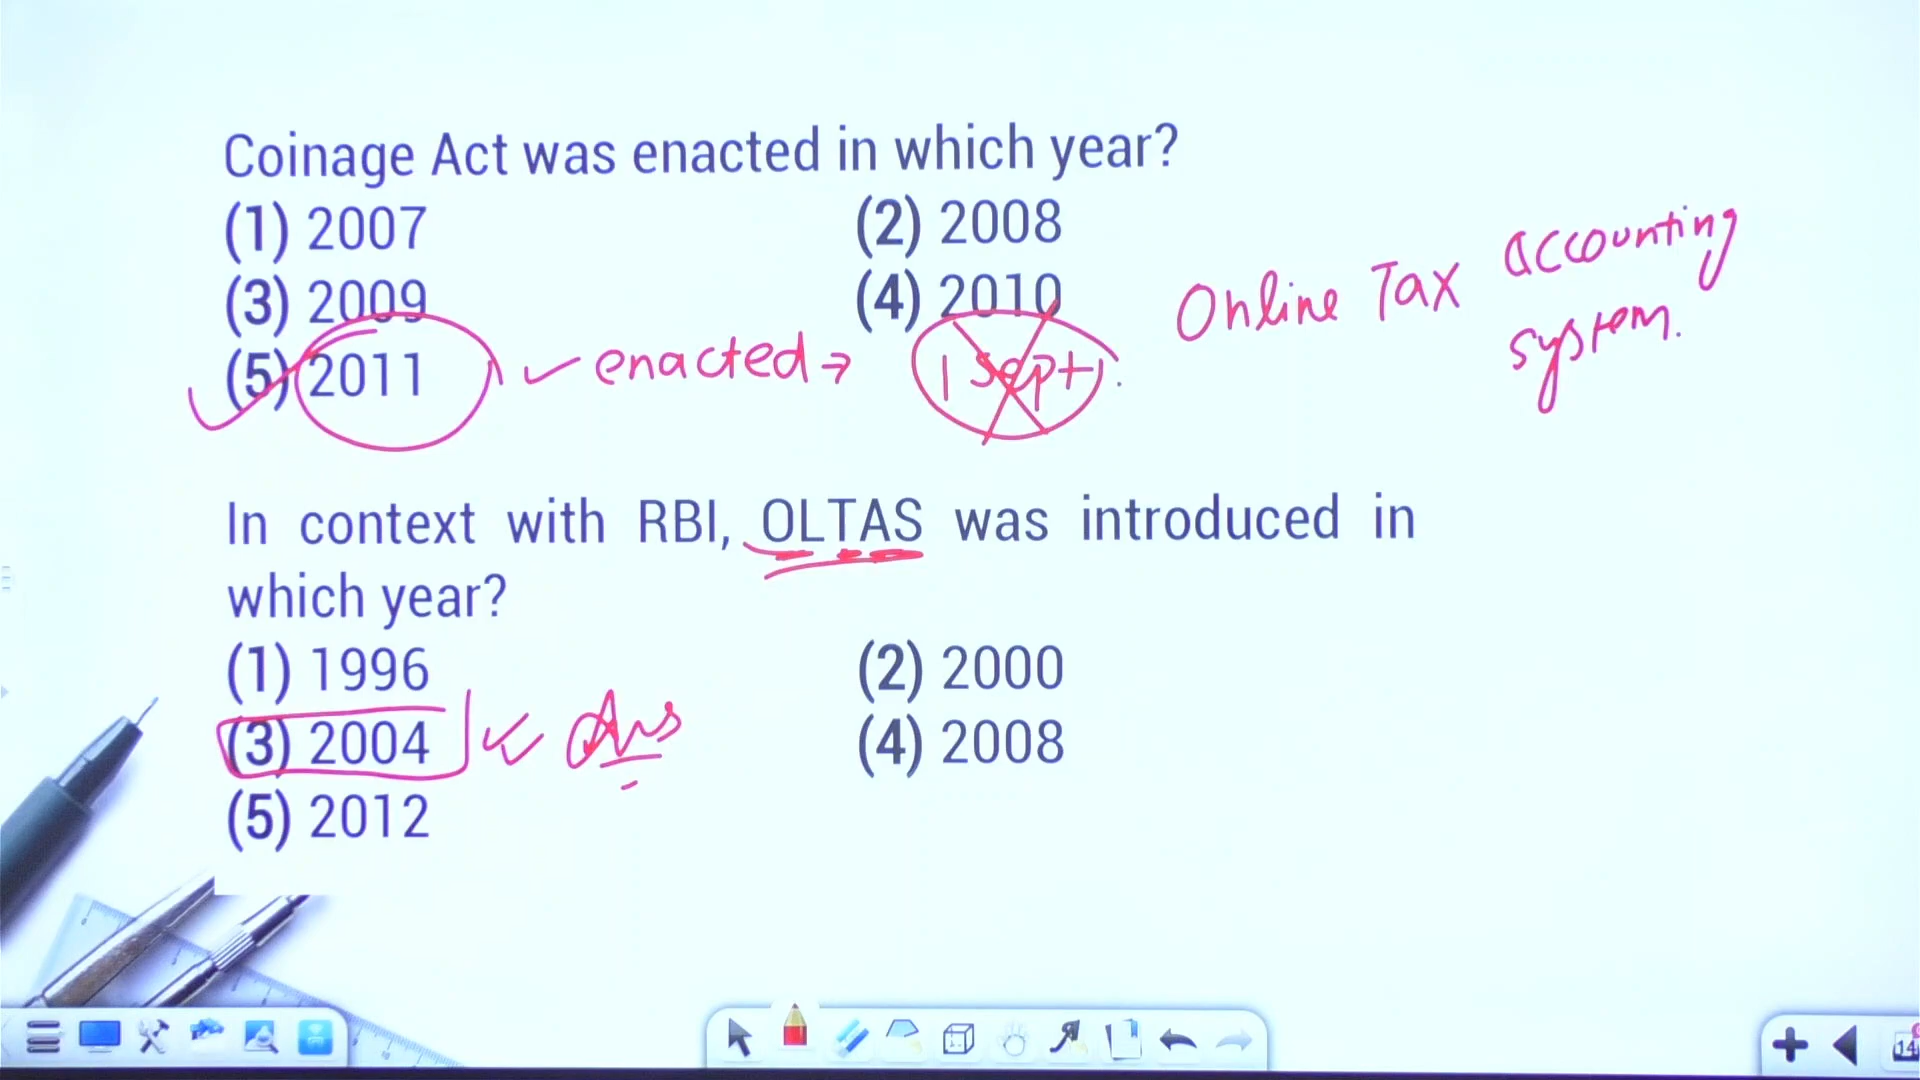 Coinage Act was enacted in which year?
(1) 2007 (2) 2008
(3) 2009 (4) 2010
(5) 2011 enacted → 1 Sept
Online Tax accounting
system.
In context with RBI, OLTAS was introduced in
which year?
(1) 1996 (2) 2000
(3) 2004 Ans (4) 2008
(5) 2012
14